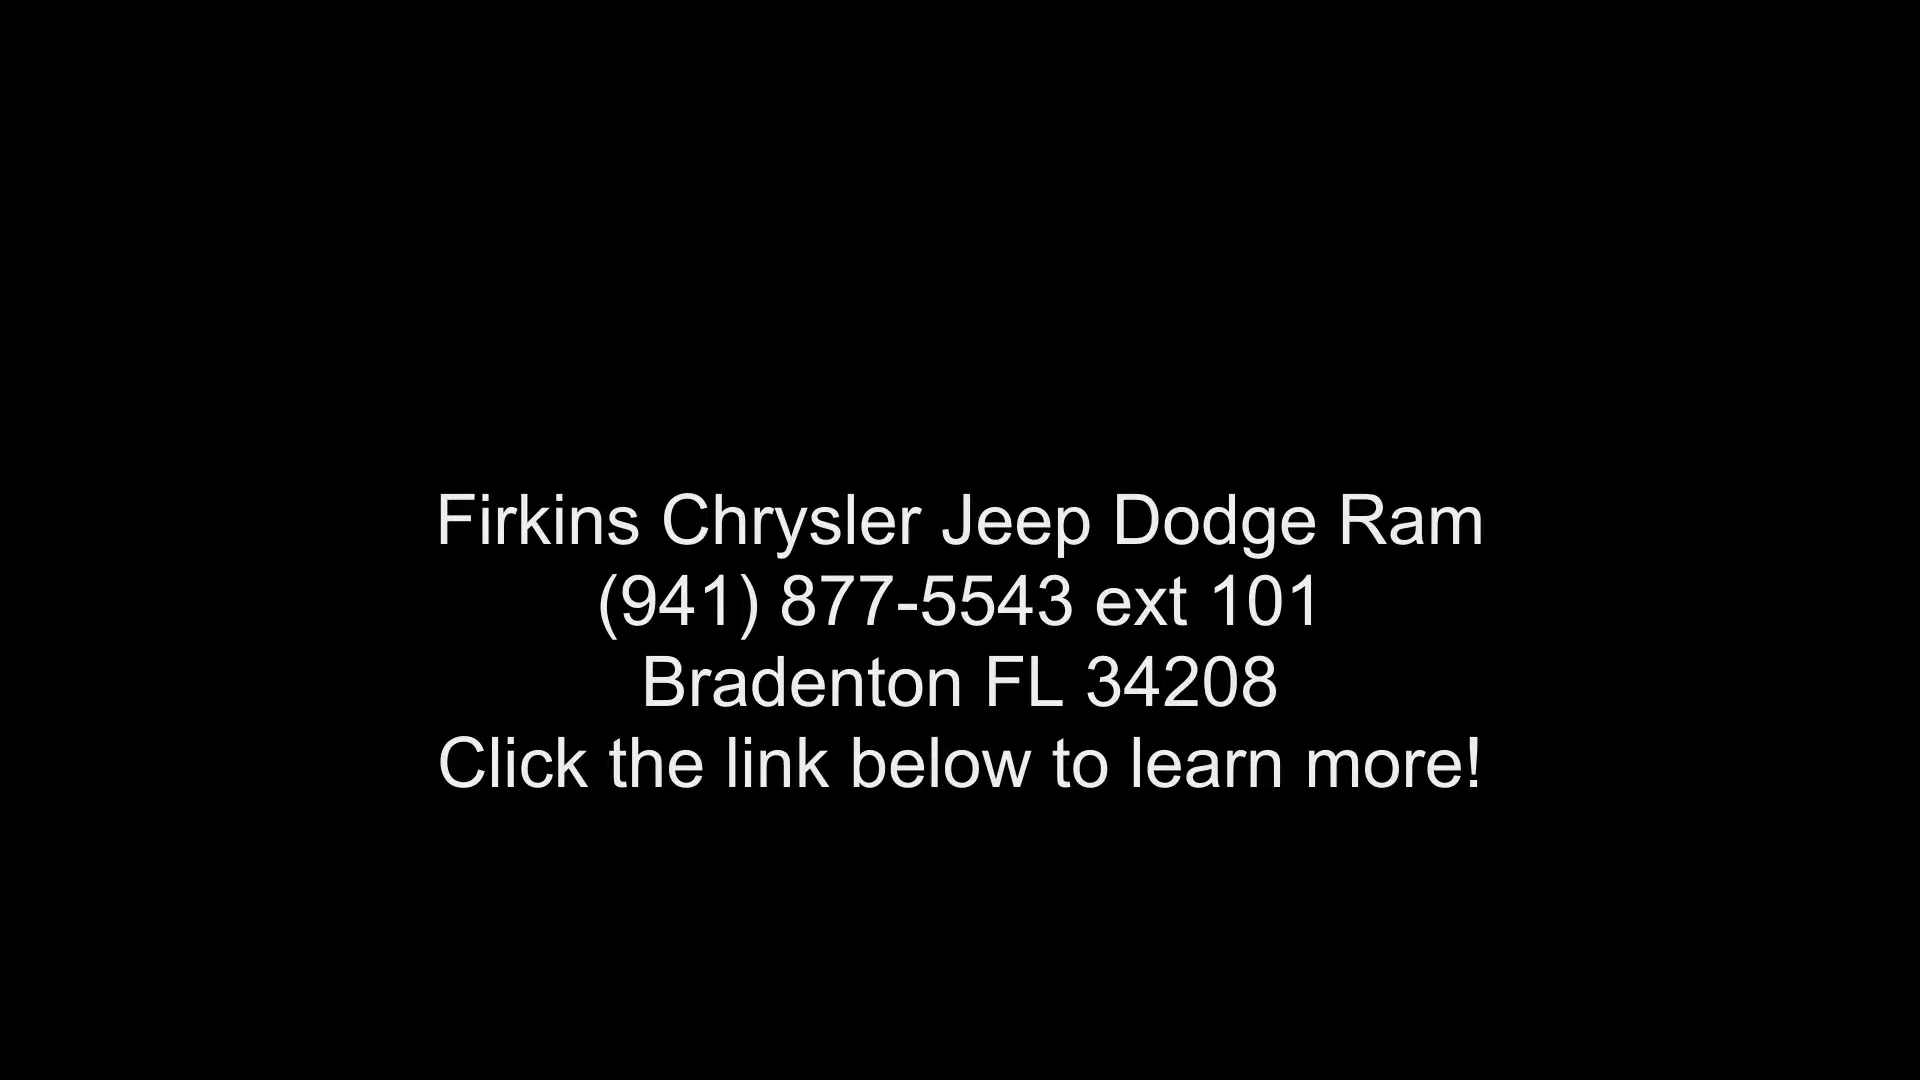 Firkins Chrysler Jeep Dodge Ram
(941) 877-5543 ext 101
Bradenton FL 34208
Click the link below to learn more!